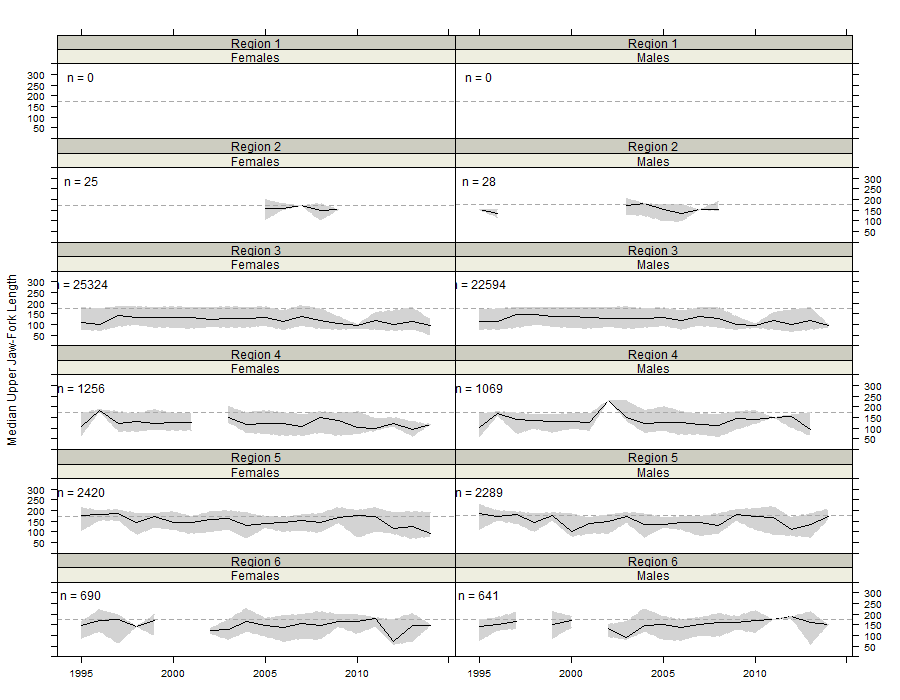 Region 1 Region 1
Females Males
n = 0 n = 0
300
250
200
150
100
50
Region 2 Region 2
Females Males
n = 25 n = 28
300
250
200
150
100
50
Region 3 Region 3
Females Males
n = 25324 n = 22594
300
250
200
150
100
50
Region 4 Region 4
Females Males
n = 1256 n = 1069
300
250
200
150
100
50
Region 5 Region 5
Females Males
n = 2420 n = 2289
300
250
200
150
100
50
Region 6 Region 6
Females Males
n = 690 n = 641
300
250
200
150
100
50
1995 2000 2005 2010 1995 2000 2005 2010
Median Upper Jaw-Fork Length